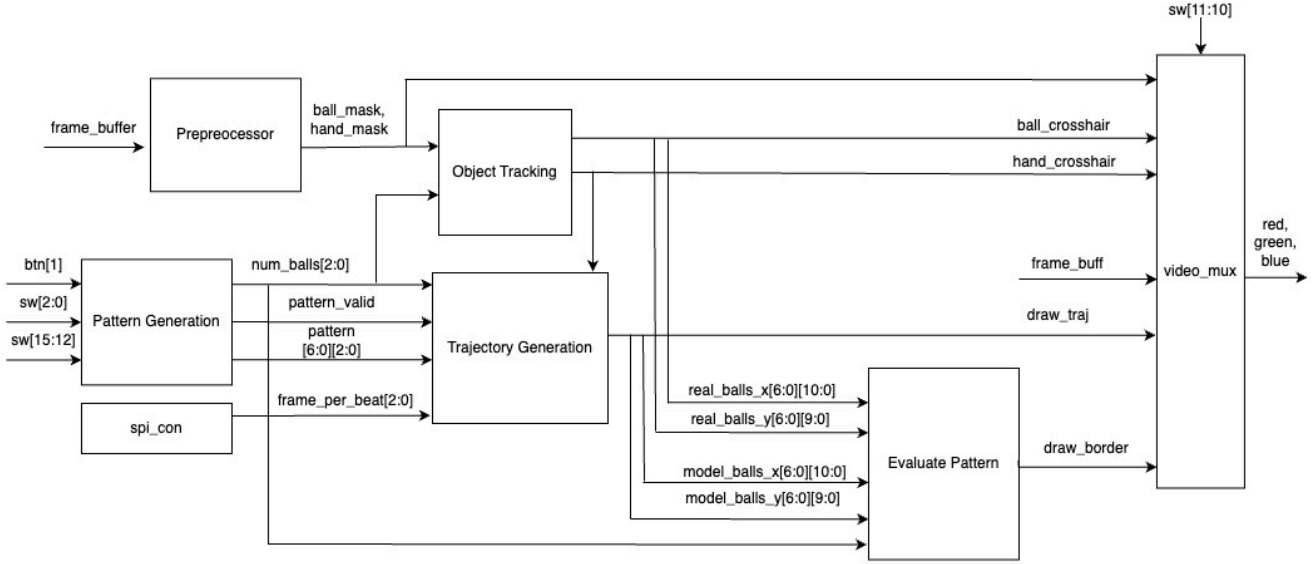 sw[11:10]
frame_buffer
Prepreocessor
ball_mask,
hand_mask
Object Tracking
ball_crosshair
hand_crosshair
red,
green,
blue
btn[1]
sw[2:0]
sw[15:12]
Pattern Generation
num_balls[2:0]
pattern_valid
pattern
[6:0][2:0]
Trajectory Generation
frame_buff
video_mux
draw_traj
spi_con
frame_per_beat[2:0]
real_balls_x[6:0][10:0]
real_balls_y[6:0][9:0]
model_balls_x[6:0][10:0]
model_balls_y[6:0][9:0]
Evaluate Pattern
draw_border